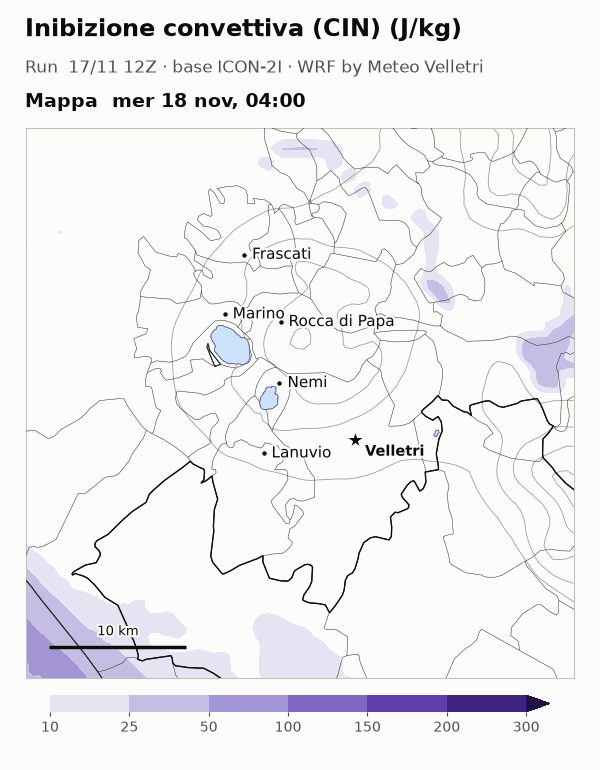 Inibizione convettiva (CIN) (J/kg)
Run  17/11 12Z · base ICON-2I · WRF by Meteo Velletri
Mappa  mer 18 nov, 04:00
Frascati
Marino
Rocca di Papa
Nemi
Velletri
Lanuvio
10 km
10 25 50 100 150 200 300